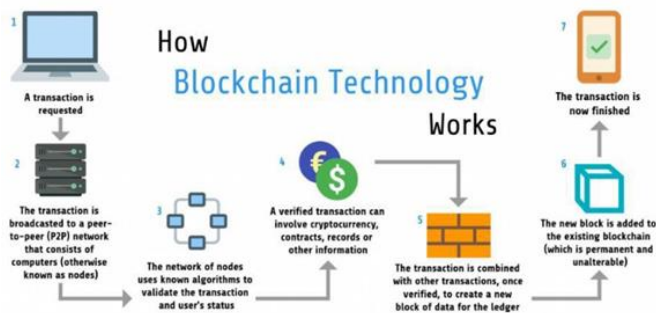 How
Blockchain Technology
Works
1
A transaction is
requested
2
The transaction is
broadcasted to a peer-
to-peer (P2P) network
that consists of
computers (otherwise
known as nodes)
3
The network of nodes
uses known algorithms to
validate the transaction
and user's status
4
€
$
A verified transaction can
involve cryptocurrency,
contracts, records or
other information
5
The transaction is combined
with other transactions, once
verified, to create a new
block of data for the ledger
6
The new block is added to
the existing blockchain
(which is permanent and
unalterable)
7
The transaction is
now finished